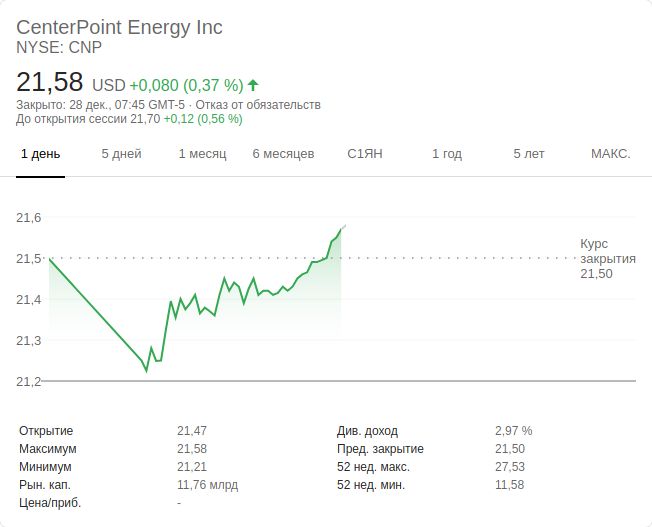 CenterPoint Energy Inc
NYSE: CNP
21,58 USD +0,080 (0,37 %)
Закрыто: 28 дек., 07:45 GMT-5 · Отказ от обязательств
До открытия сессии 21,70 +0,12 (0,56 %)
1 день 5 дней 1 месяц 6 месяцев С1ЯН 1 год 5 лет МАКС.
21,6
Курс
21,5 закрытия
21,50
21,4
21,3
21,2
Открытие 21,47 Див. доход 2,97 %
Максимум 21,58 Пред. закрытие 21,50
Минимум 21,21 52 нед. макс. 27,53
Рын. кап. 11,76 млрд 52 нед. мин. 11,58
Цена/приб. -